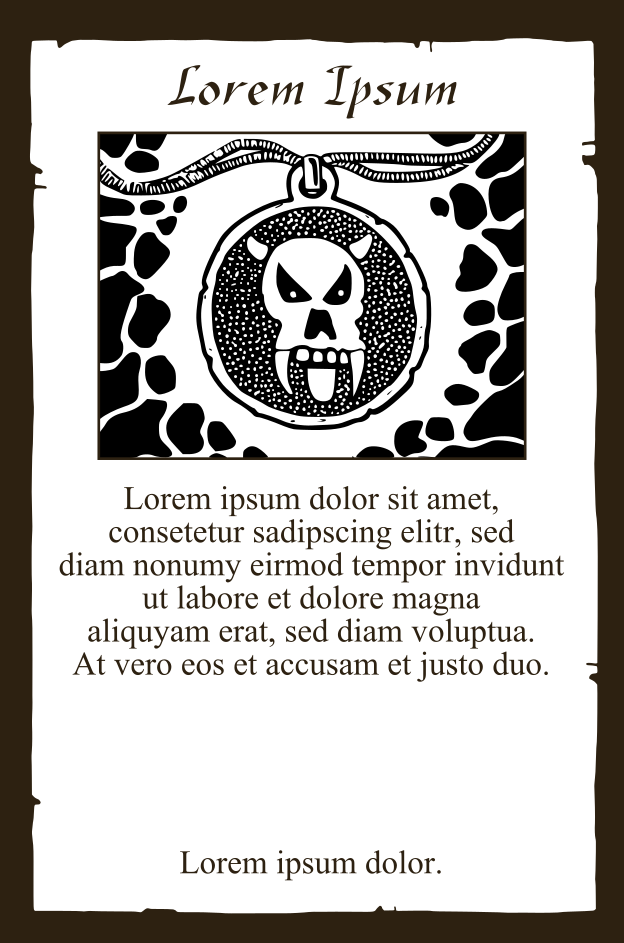 Lorem Ipsum
Lorem ipsum dolor sit amet,
consetetur sadipscing elitr, sed
diam nonumy eirmod tempor invidunt
ut labore et dolore magna
aliquyam erat, sed diam voluptua.
At vero eos et accusam et justo duo.
Lorem ipsum dolor.